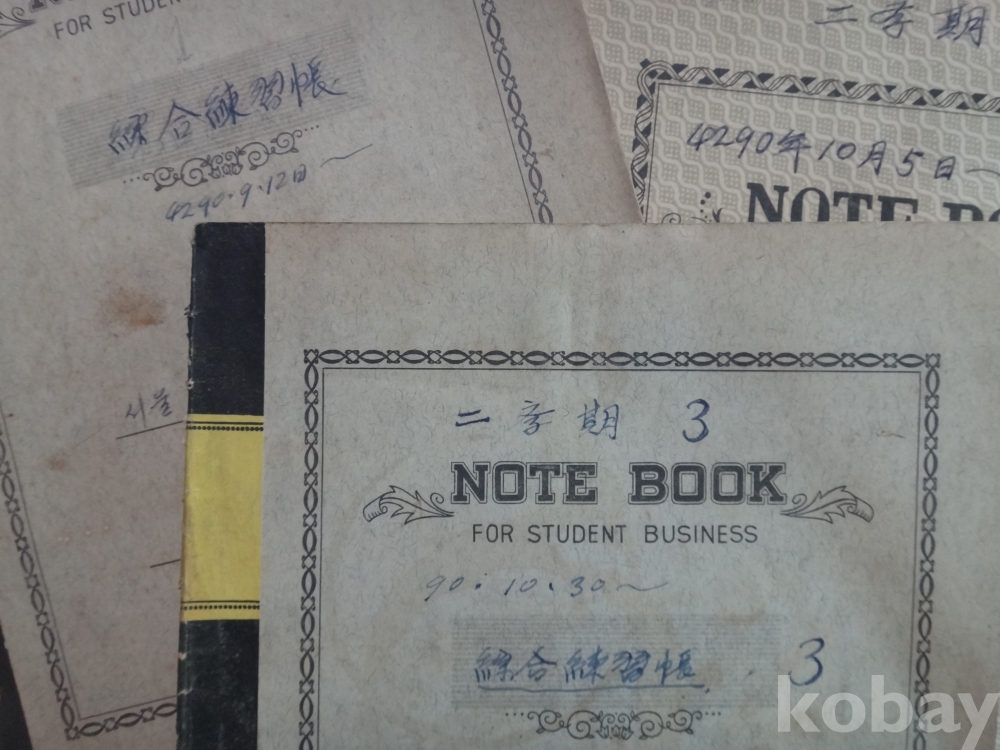 FOR STUDENT
1
綜合練習帳
4290.9.12日~
서울
二季期
4290年10月5日~
NOTE BO
二季期 3
NOTE BOOK
FOR STUDENT BUSINESS
90.10.30~
綜合練習帳 3
kobay